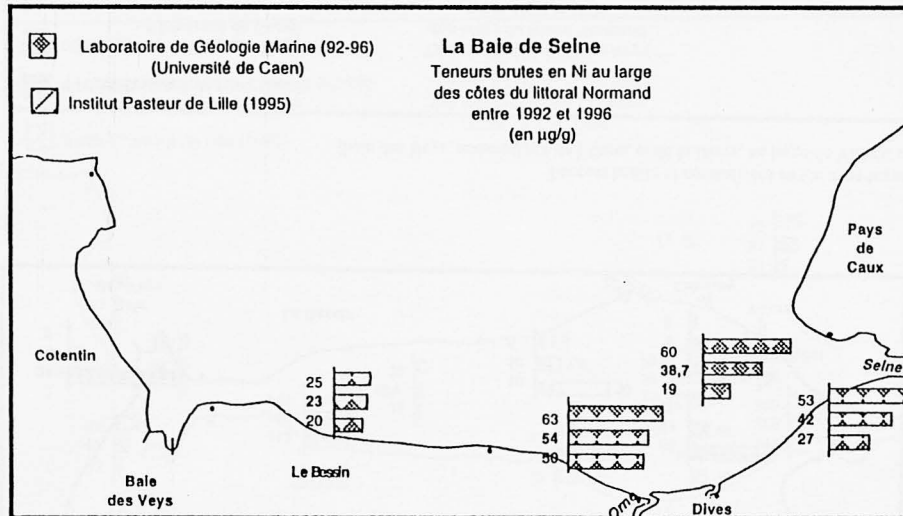 Laboratoire de Géologie Marine (92-96)
(Université de Caen)
Institut Pasteur de Lille (1995)
La Baie de Seine
Teneurs brutes en Ni au large
des côtes du littoral Normand
entre 1992 et 1996
(en µg/g)
Pays
de
Caux
Cotentin
60
38,7
19
Seine
25
23
20
53
42
27
63
54
50
Le Bessin
Baie
des Veys
Orne
Dives